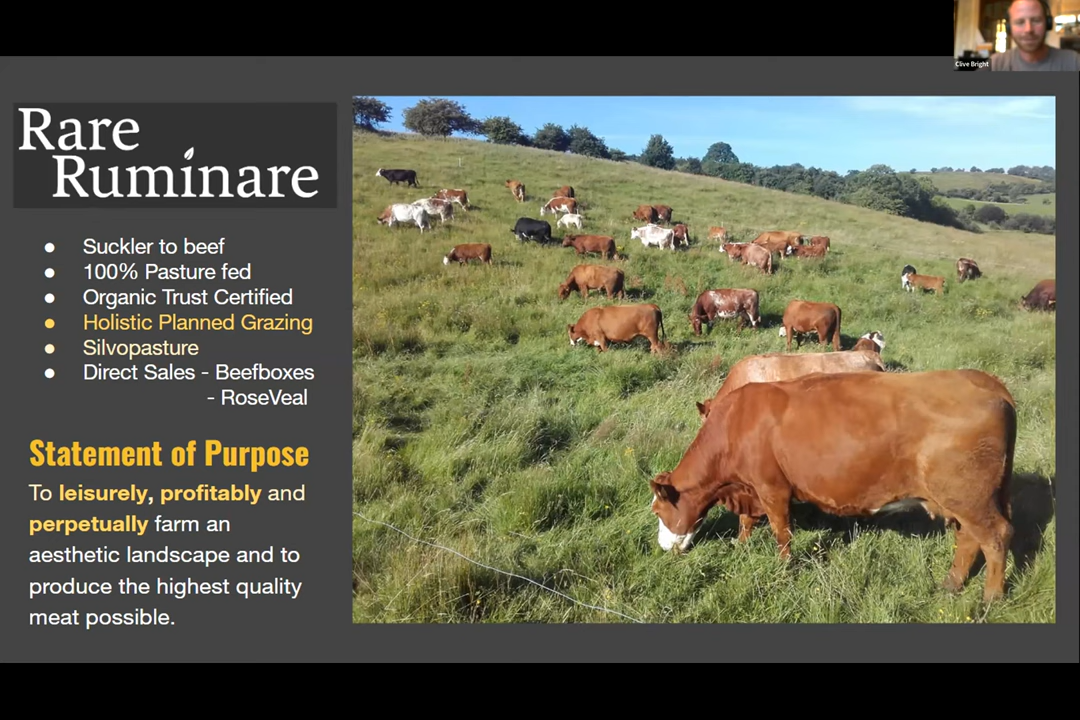 Clive Bright
Rare
Ruminare
● Suckler to beef
● 100% Pasture fed
● Organic Trust Certified
● Holistic Planned Grazing
● Silvopasture
● Direct Sales - Beefboxes
- RoseVeal
Statement of Purpose
To leisurely, profitably and
perpetually farm an
aesthetic landscape and to
produce the highest quality
meat possible.